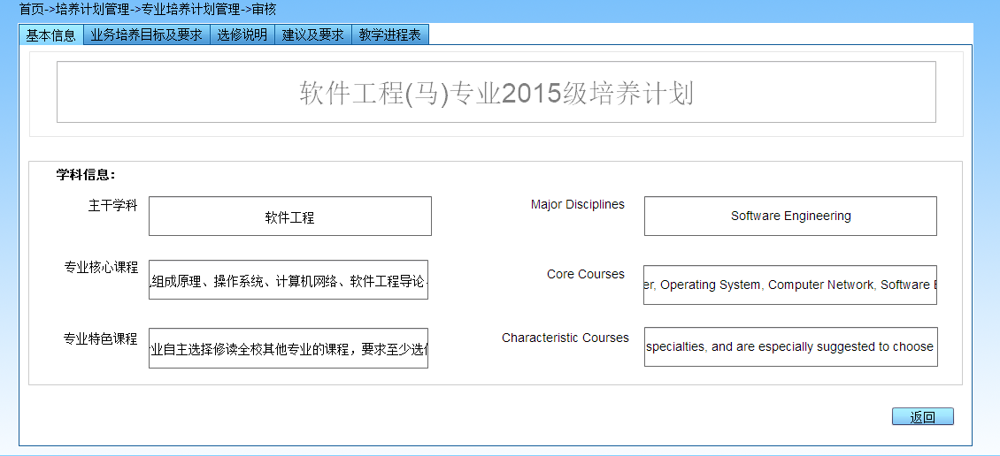 首页->培养计划管理->专业培养计划管理->审核
基本信息 业务培养目标及要求 选修说明 建议及要求 教学进程表
软件工程(马)专业2015级培养计划
学科信息：
主干学科 软件工程 Major Disciplines Software Engineering
专业核心课程 组成原理、操作系统、计算机网络、软件工程导论 Core Courses er, Operating System, Computer Network, Software
专业特色课程 业自主选择修读全校其他专业的课程，要求至少选 Characteristic Courses specialties, and are especially suggested to choose
返回